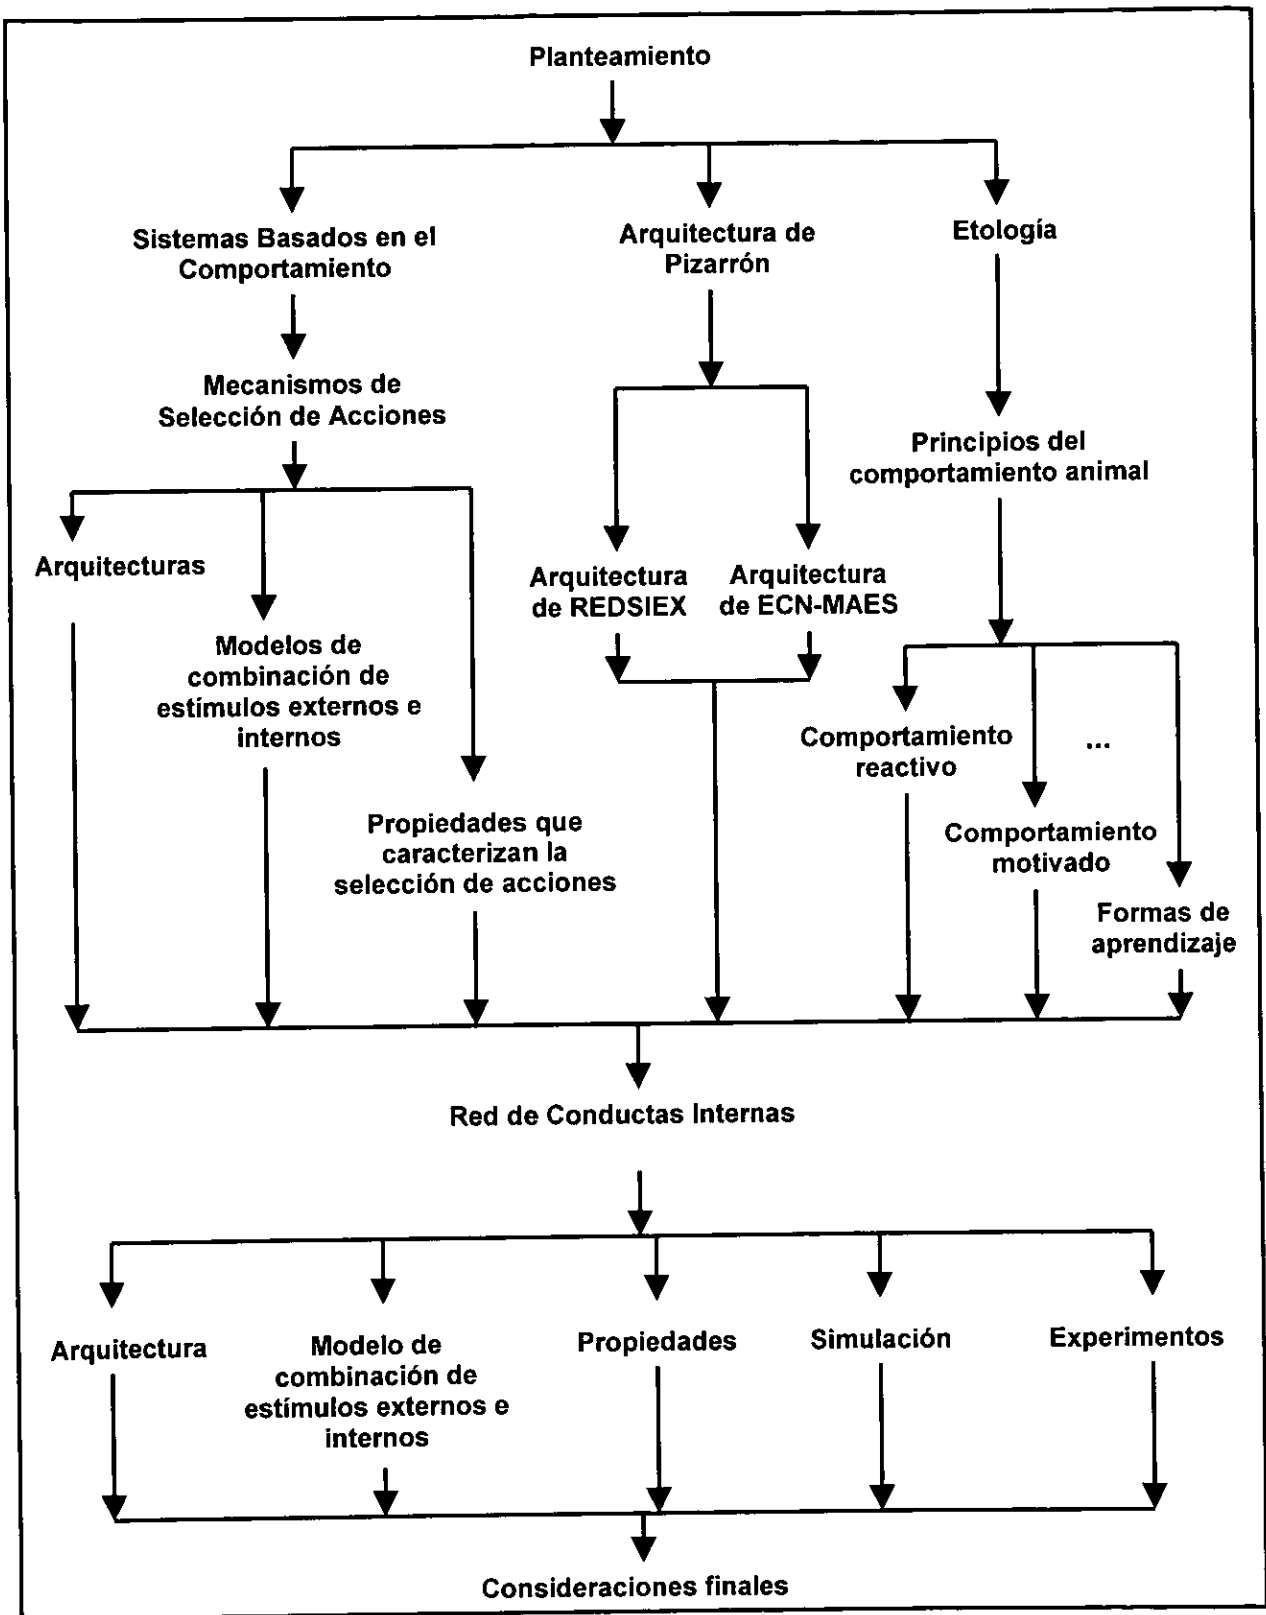 Planteamiento
Sistemas Basados en el
Comportamiento
Arquitectura de
Pizarrón
Etología
Mecanismos de
Selección de Acciones
Principios del
comportamiento animal
Arquitecturas
Modelos de
combinación de
estímulos externos e
internos
Propiedades que
caracterizan la
selección de acciones
Arquitectura
de REDSIEX
Arquitectura
de ECN-MAES
Comportamiento
reactivo
...
Comportamiento
motivado
Formas de
aprendizaje
Red de Conductas Internas
Arquitectura
Modelo de
combinación de
estímulos externos e
internos
Propiedades
Simulación
Experimentos
Consideraciones finales